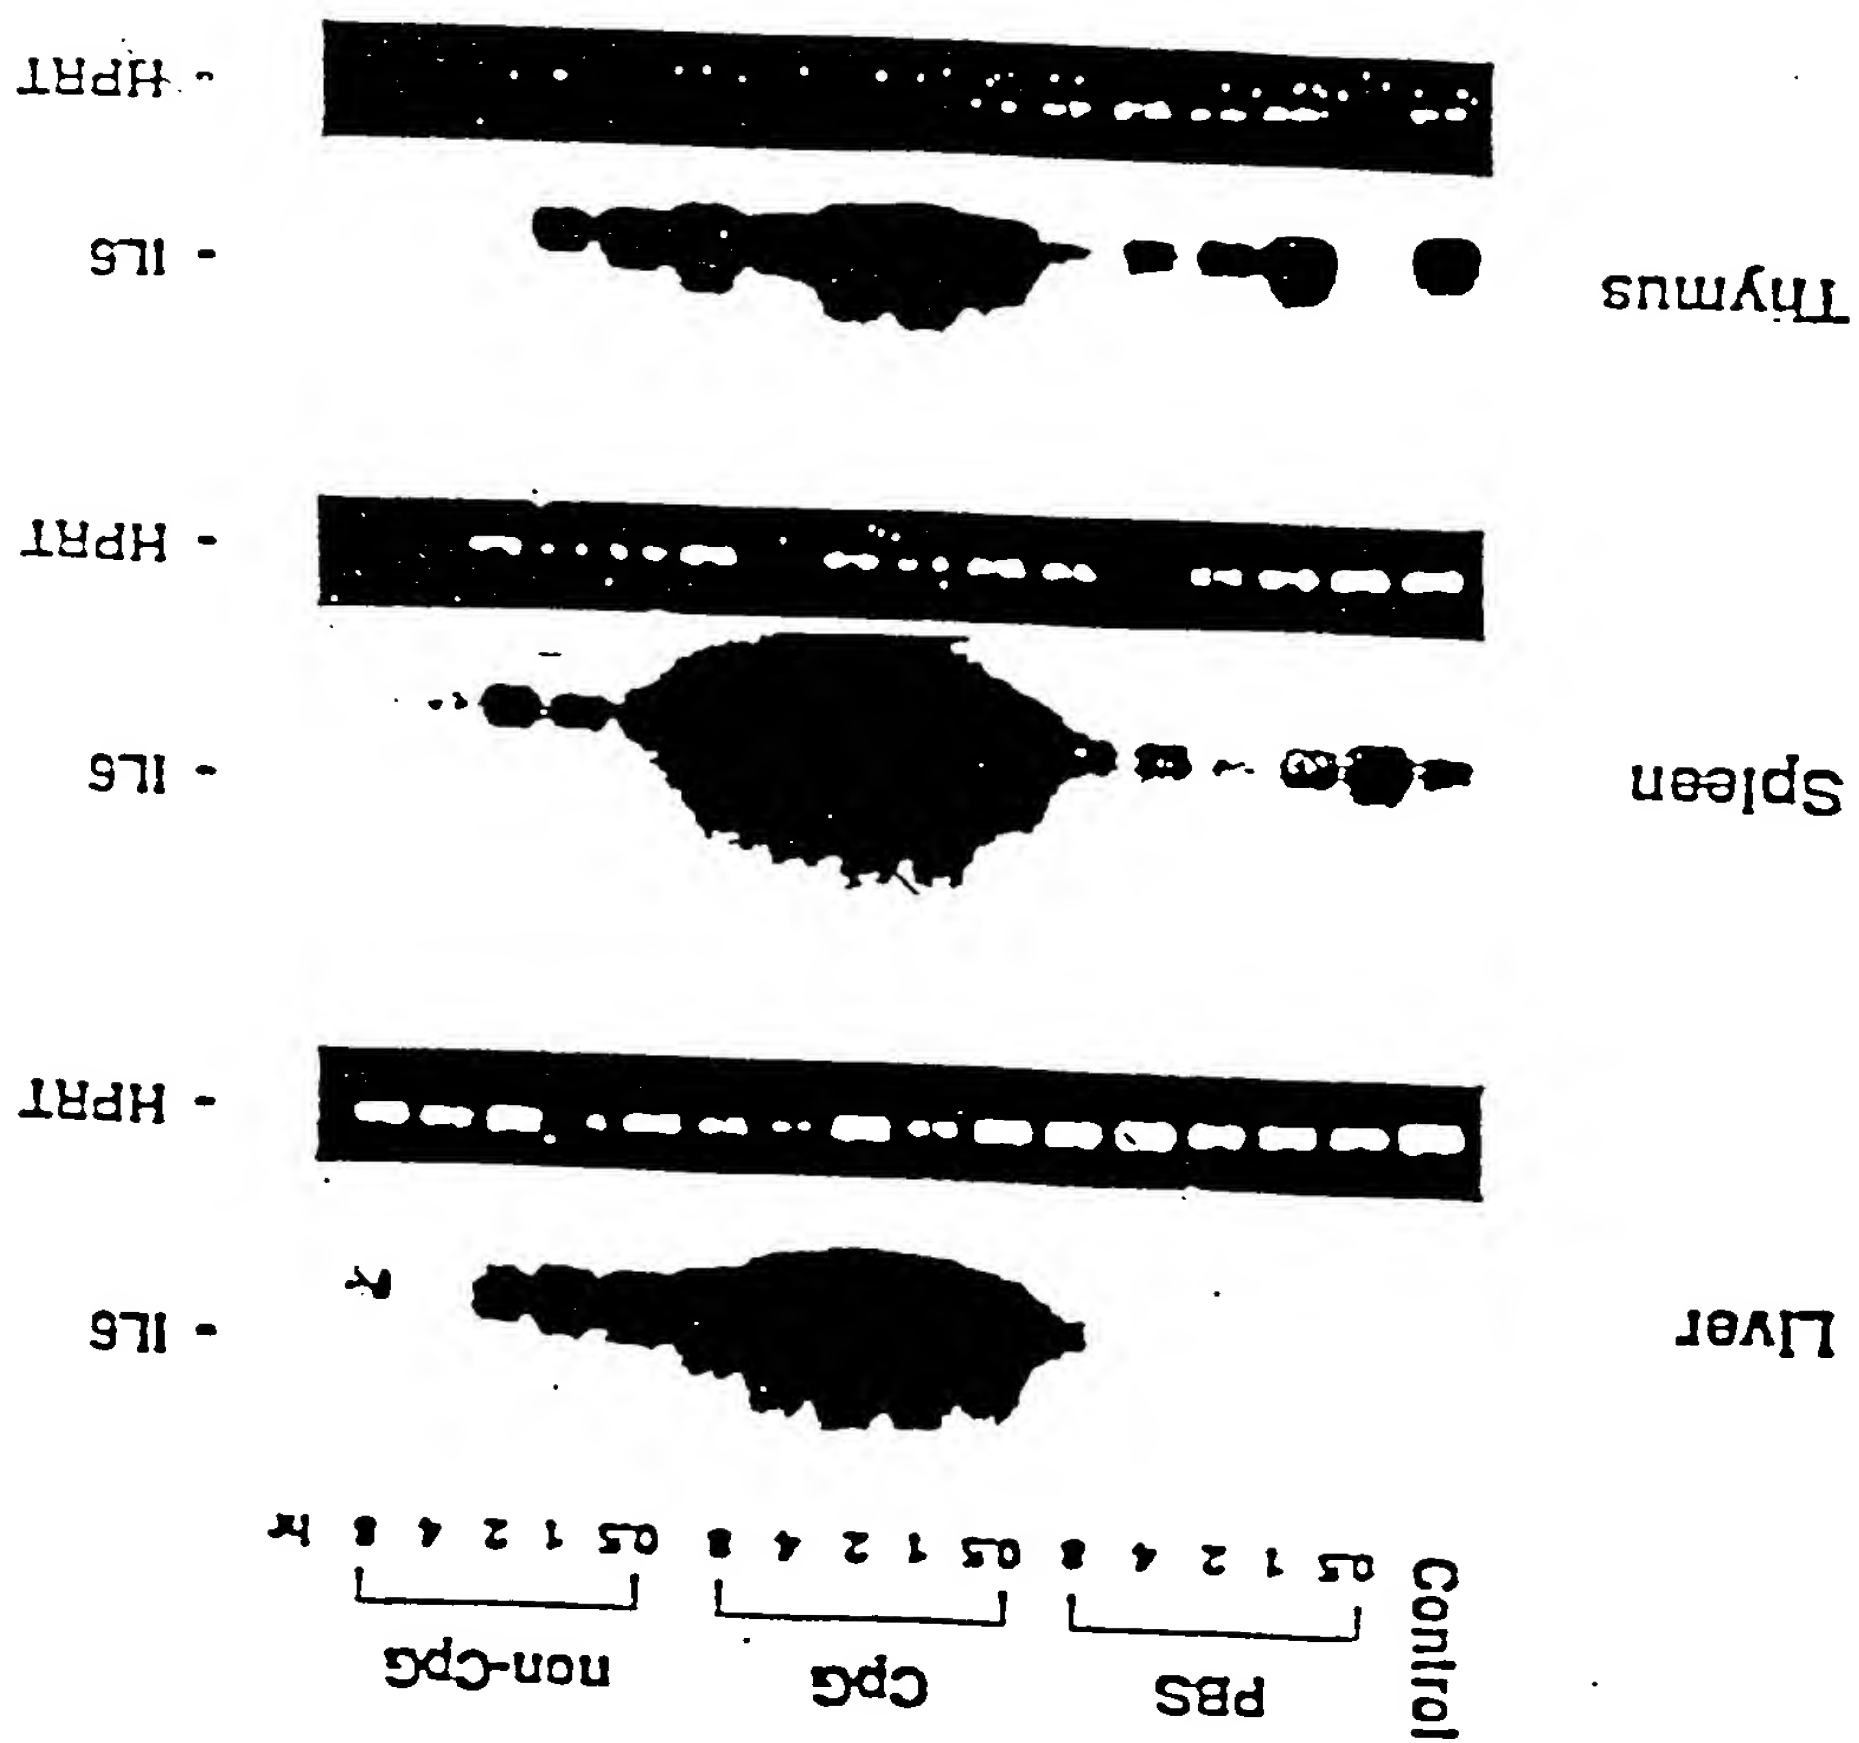 Control
PBS CpG non-CpG
0.5 1 2 4 8 0.5 1 2 4 8 0.5 1 2 4 8 hr
Liver - IL6
- HPRT
Spleen - IL6
- HPRT
Thymus - IL6
- HPRT